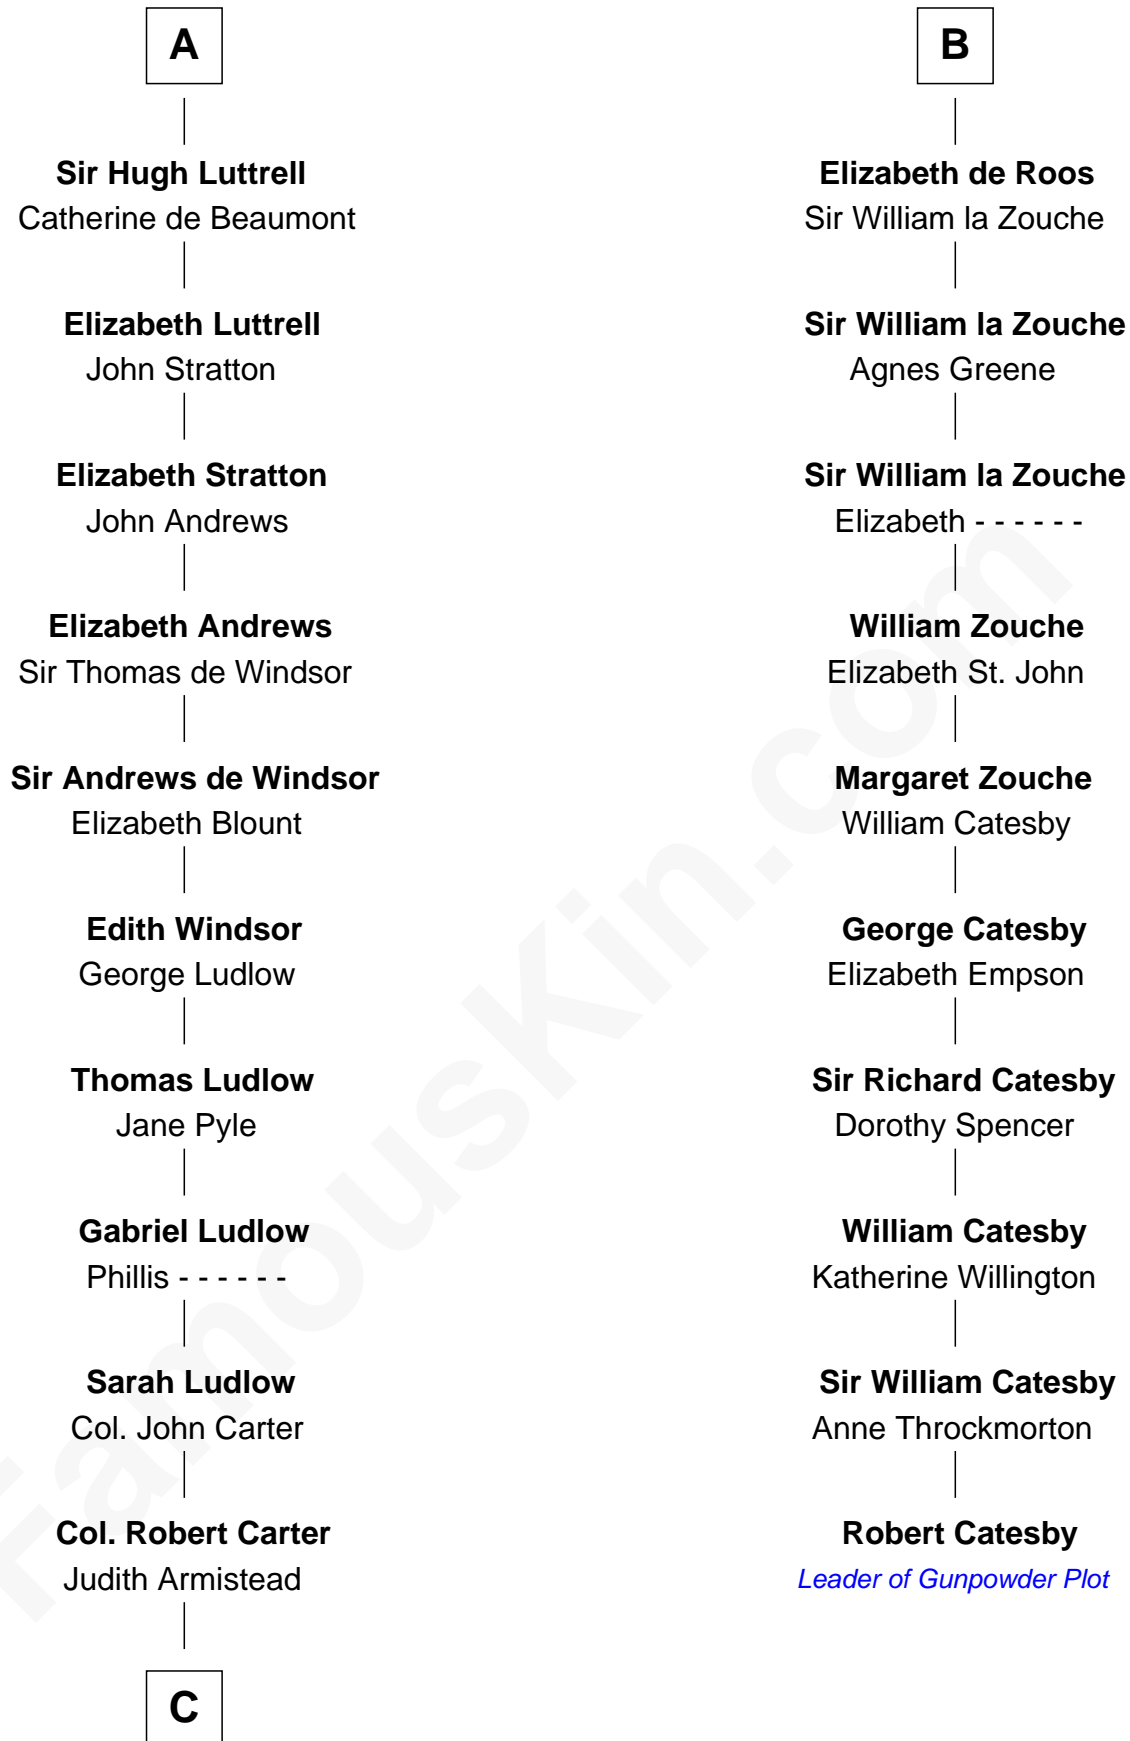 A
Sir Hugh Luttrell
Catherine de Beaumont
Elizabeth Luttrell
John Stratton
Elizabeth Stratton
John Andrews
Elizabeth Andrews
Sir Thomas de Windsor
Sir Andrews de Windsor
Elizabeth Blount
Edith Windsor
George Ludlow
Thomas Ludlow
Jane Pyle
Gabriel Ludlow
Phillis - - - - - -
Sarah Ludlow
Col. John Carter
Col. Robert Carter
Judith Armistead
C
B
Elizabeth de Roos
Sir William la Zouche
Sir William la Zouche
Agnes Greene
Sir William la Zouche
Elizabeth - - - - - -
William Zouche
Elizabeth St. John
Margaret Zouche
William Catesby
George Catesby
Elizabeth Empson
Sir Richard Catesby
Dorothy Spencer
William Catesby
Katherine Willington
Sir William Catesby
Anne Throckmorton
Robert Catesby
Leader of Gunpowder Plot
FamousKin.com